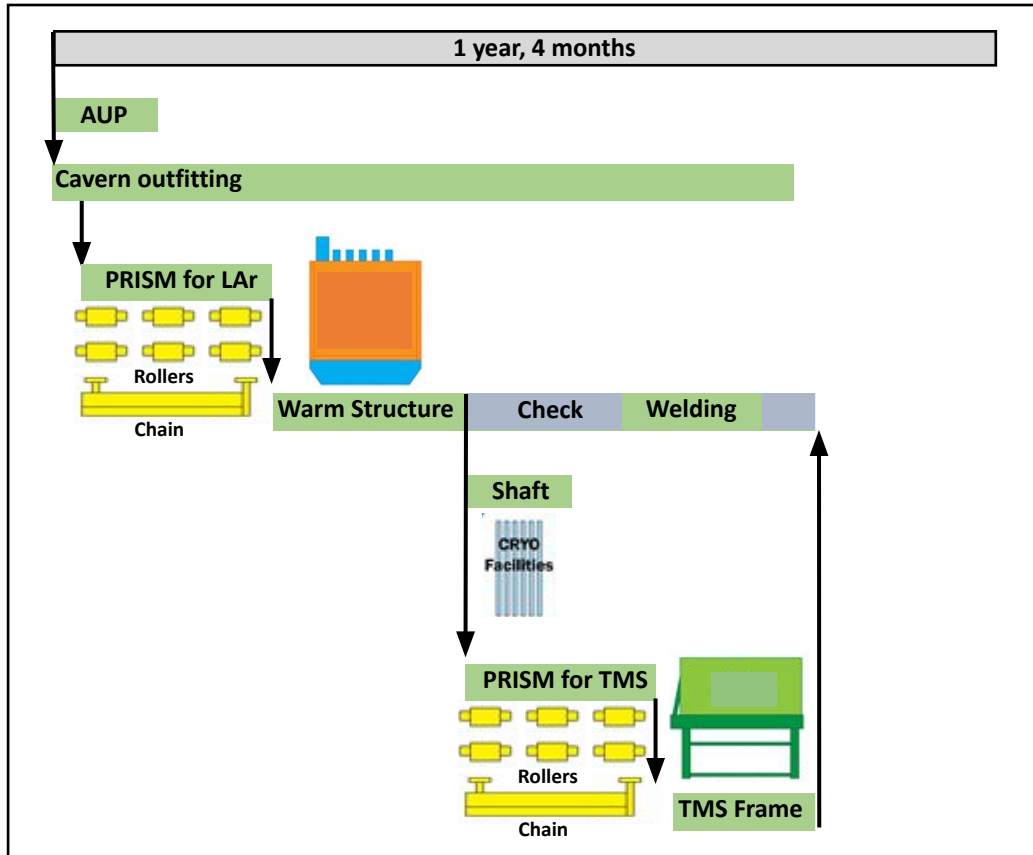 1 year, 4 months
AUP
Cavern outfitting
PRISM for LAr
Rollers
Chain
Warm Structure
Check
Welding
Shaft
CRYO
Facilities
PRISM for TMS
Rollers
Chain
TMS Frame